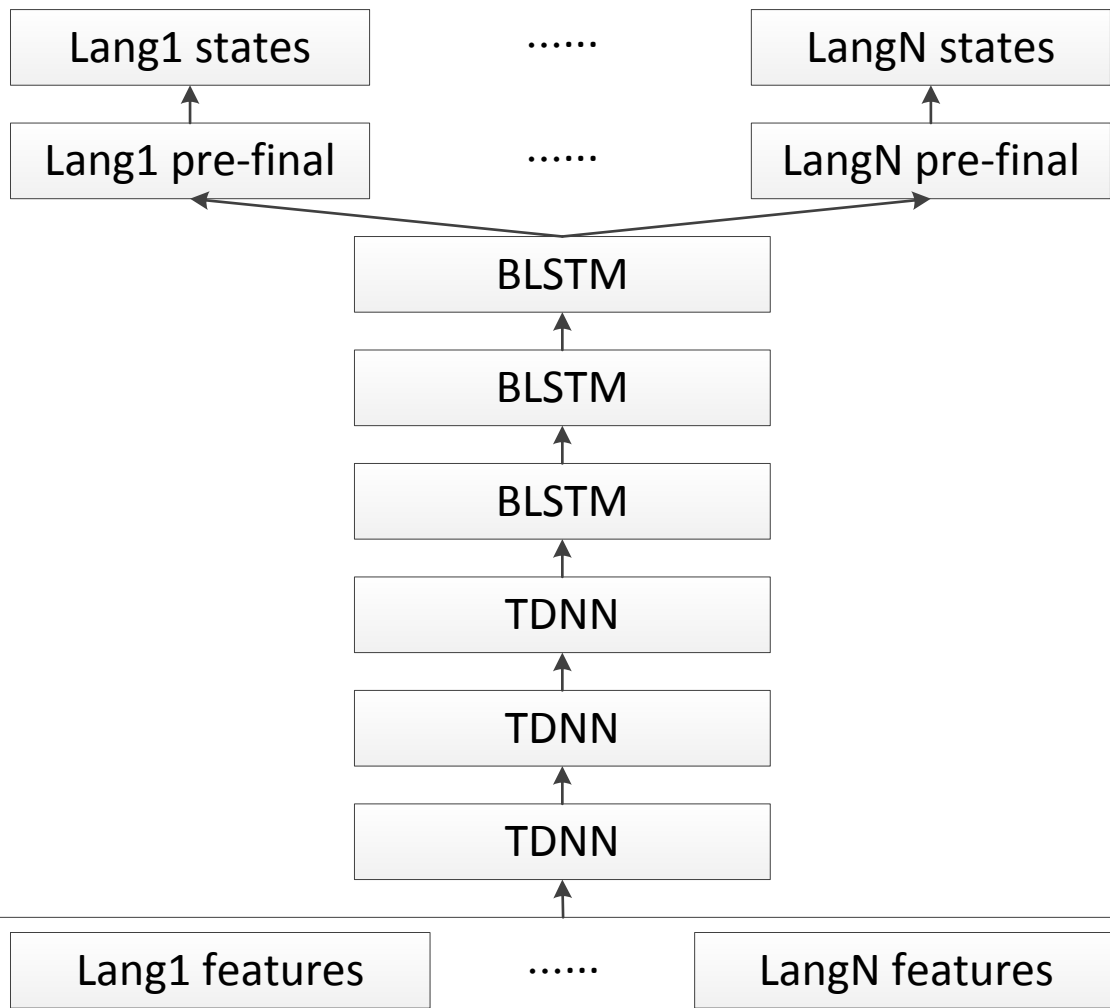 Lang1 states ...... LangN states
Lang1 pre-final ...... LangN pre-final
BLSTM
BLSTM
BLSTM
TDNN
TDNN
TDNN
Lang1 features ...... LangN features